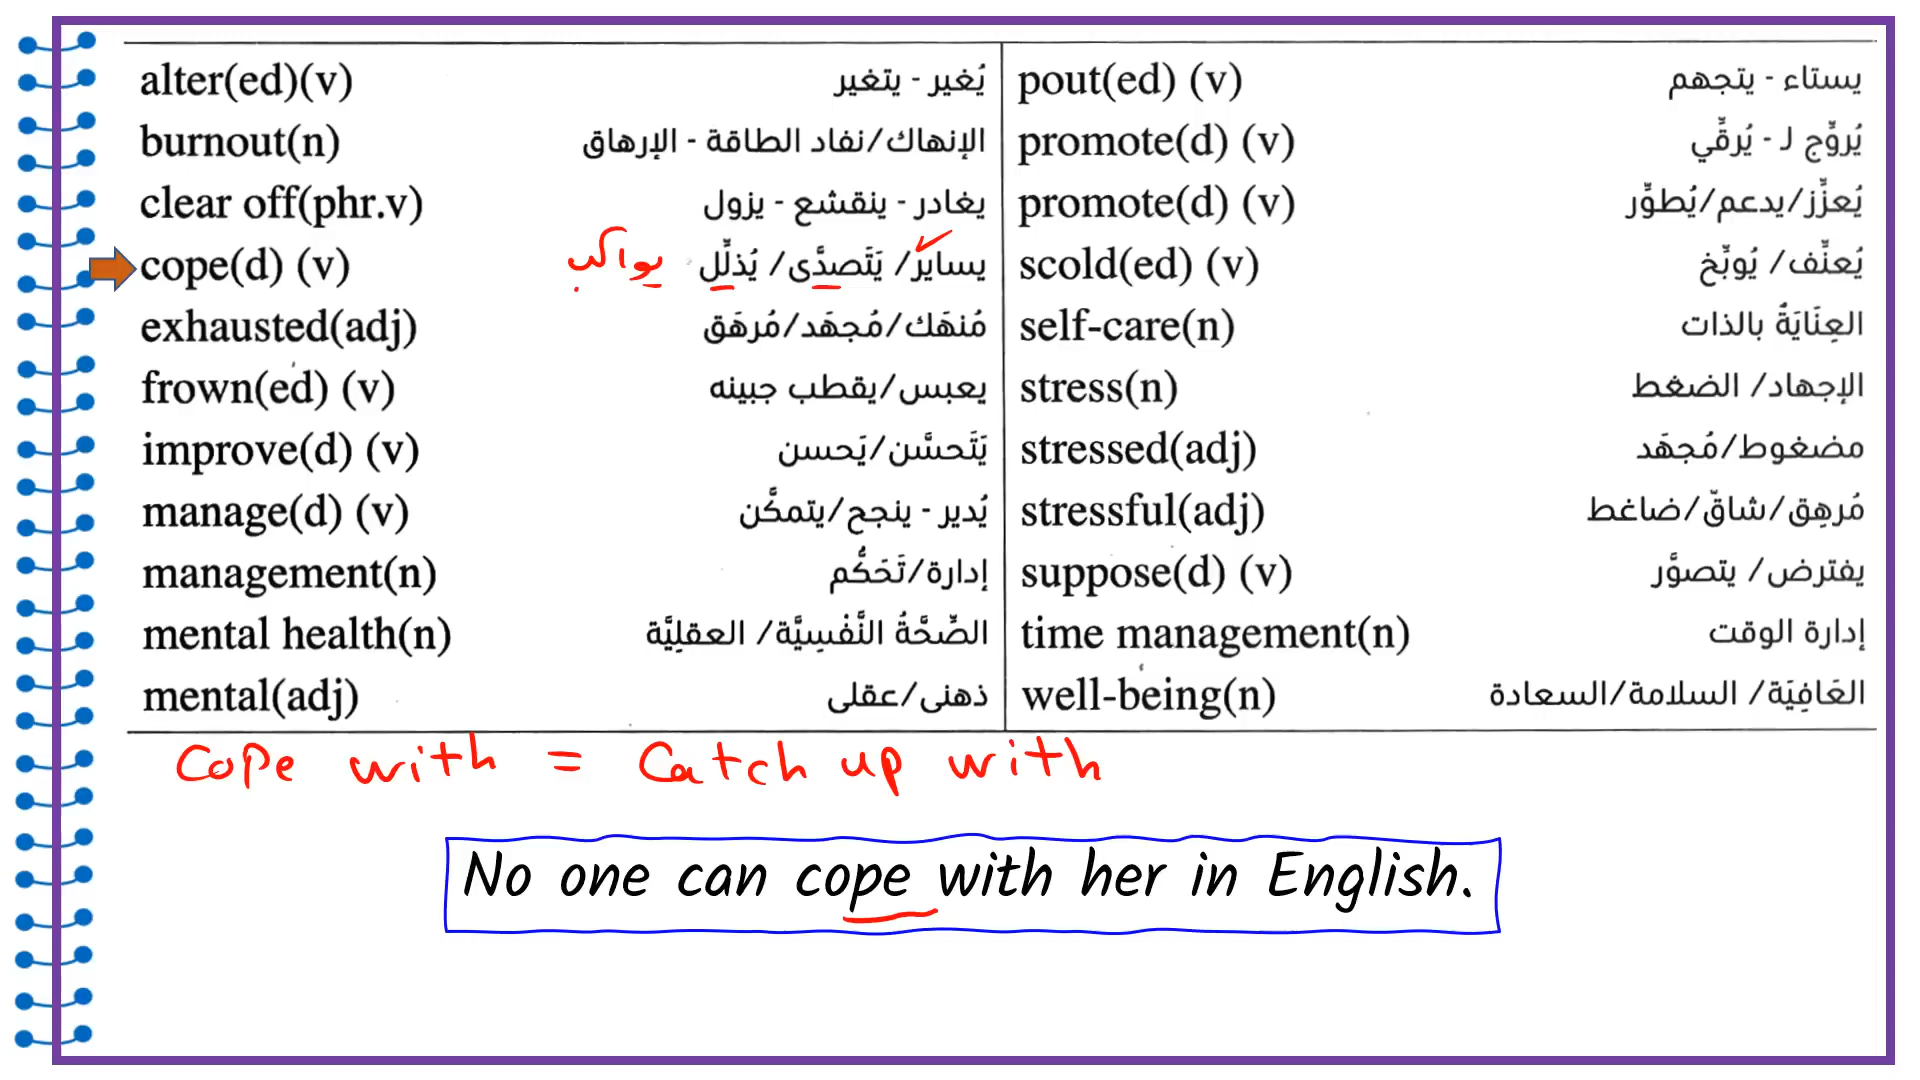 alter(ed)(v) يُغير - يتغير
burnout(n) الإنهاك/نفاد الطاقة - الإرهاق
clear off(phr.v) يغادر - ينقشع - يزول
cope(d) (v) يساير/ يَتَصدَّى/ يُذلِّل يواكب
exhausted(adj) مُنهَك/مُجهَد/مُرهَق
frown(ed) (v) يعبس/يقطب جبينه
improve(d) (v) يَتَحسَّن/يَحسن
manage(d) (v) يُدير - ينجح/يتمكَّن
management(n) إدارة/تَحَكُّم
mental health(n) الصِّحَّةُ النَّفْسِيَّة/ العقلِيَّة
mental(adj) ذهنى/عقلى
pout(ed) (v) يستاء - يتجهم
promote(d) (v) يُروِّج لـ - يُرقِّي
promote(d) (v) يُعزِّز/يدعم/يُطوِّر
scold(ed) (v) يُعنِّف/ يُوبِّخ
self-care(n) العِنَايَةُ بالذات
stress(n) الإجهاد/ الضغط
stressed(adj) مضغوط/مُجهَد
stressful(adj) مُرهِق/شاقّ/ضاغط
suppose(d) (v) يفترض/ يتصوَّر
time management(n) إدارة الوقت
well-being(n) العَافِيَة/ السلامة/السعادة
Cope with = Catch up with
No one can cope with her in English.